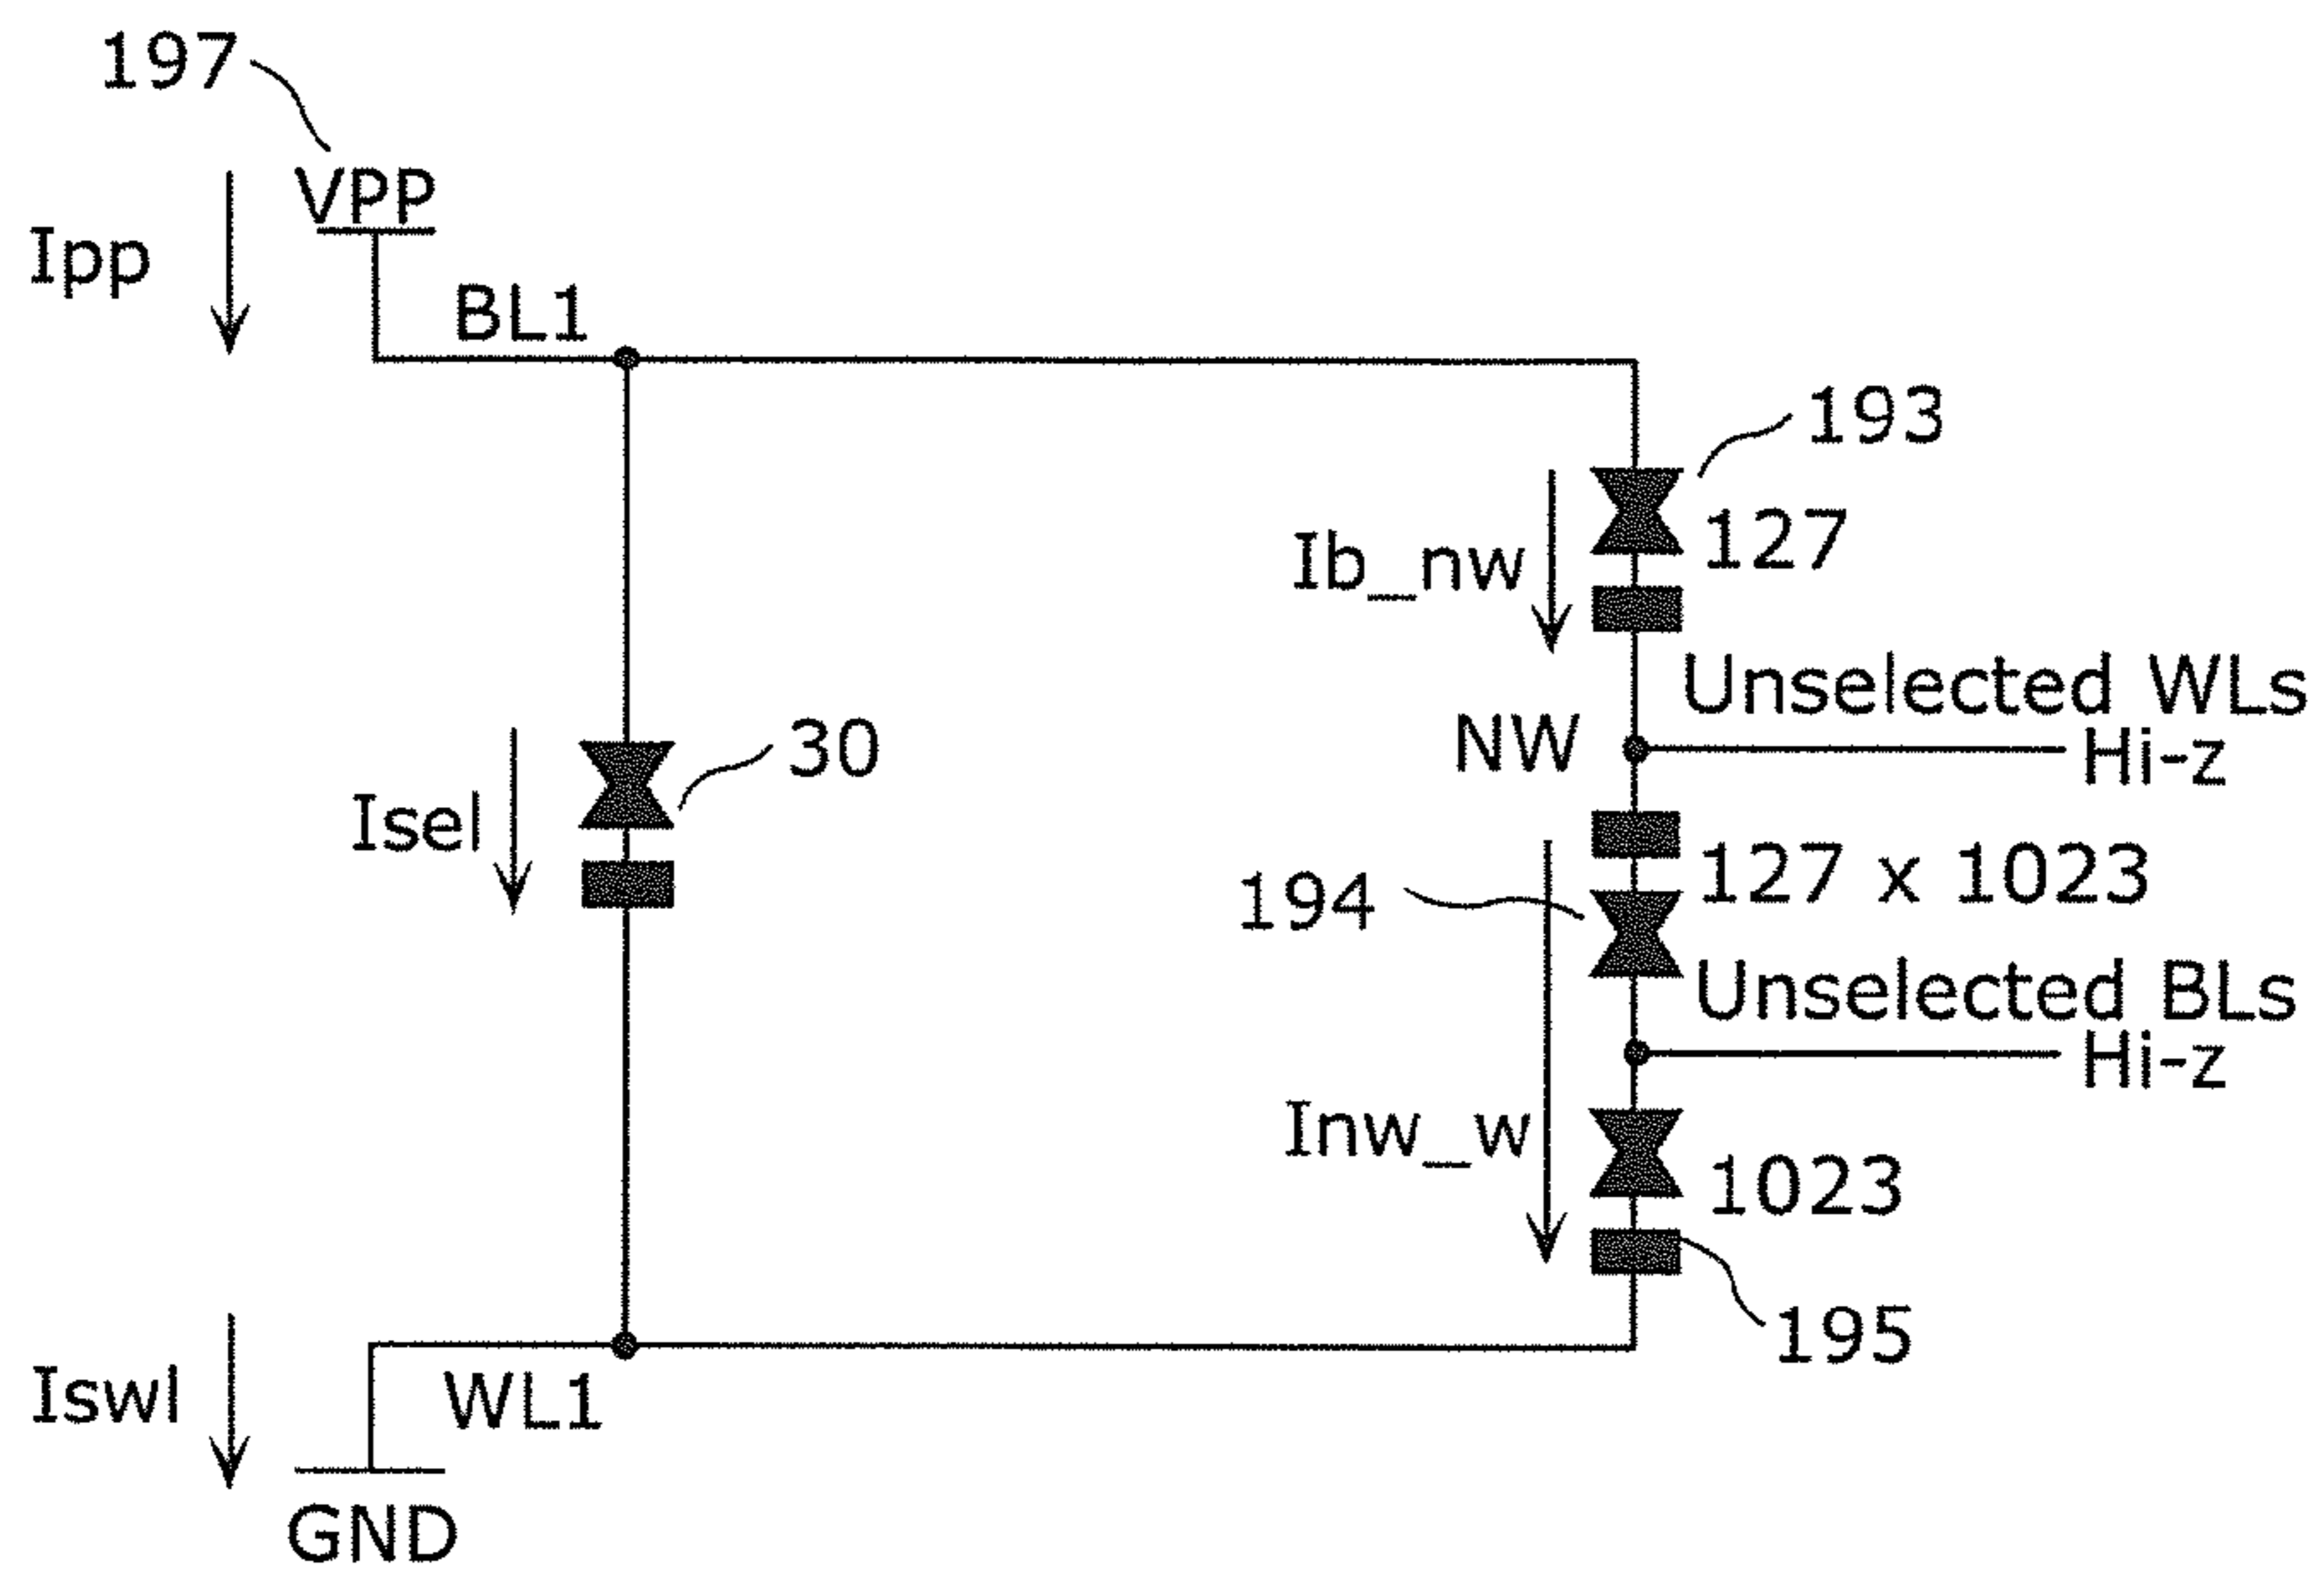 197
VPP
Ipp
BL1
193
127
Ib_nw
Unselected WLs
NW
Hi-z
30
Isel
127 x 1023
194
Unselected BLs
Hi-z
Inw_w
1023
195
Iswl
WL1
GND